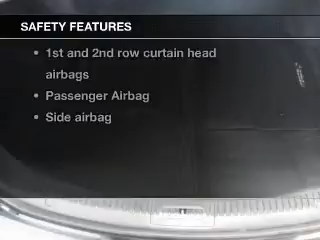 SAFETY FEATURES
• 1st and 2nd row curtain head
airbags
• Passenger Airbag
• Side airbag